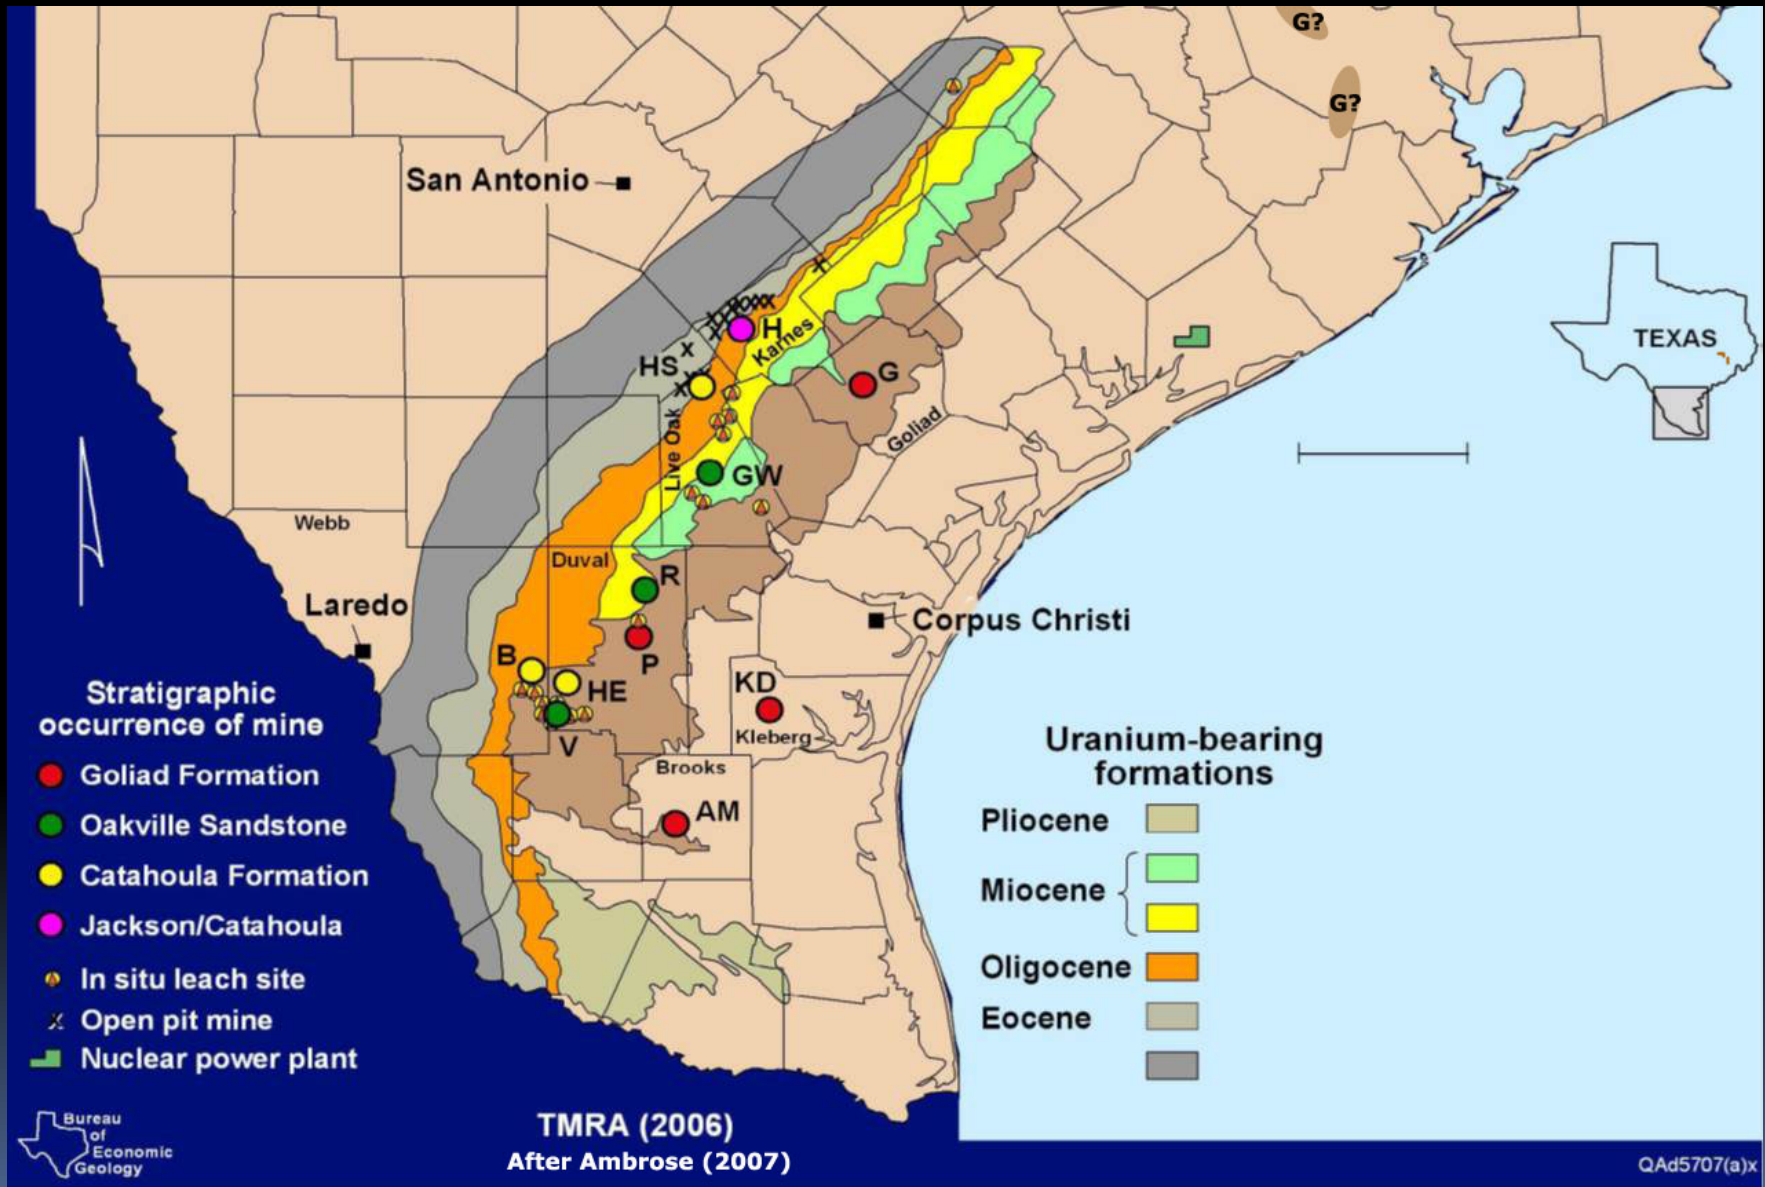 G?
G?
San Antonio
H
Karnes
HS
G
Live Oak
Goliad
GW
TEXAS
Webb
Duval
R
Laredo
Corpus Christi
B
P
HE
KD
V
Kleberg
Brooks
AM
Stratigraphic
occurrence of mine
Goliad Formation
Oakville Sandstone
Catahoula Formation
Jackson/Catahoula
In situ leach site
x Open pit mine
Nuclear power plant
Uranium-bearing
formations
Pliocene
Miocene
Oligocene
Eocene
Bureau
of
Economic
Geology
TMRA (2006)
After Ambrose (2007)
QAd5707(a)x